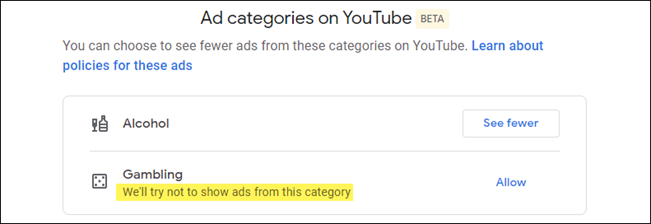 Ad categories on YouTube BETA
You can choose to see fewer ads from these categories on YouTube. Learn about
policies for these ads
Alcohol See fewer
Gambling
We'll try not to show ads from this category Allow